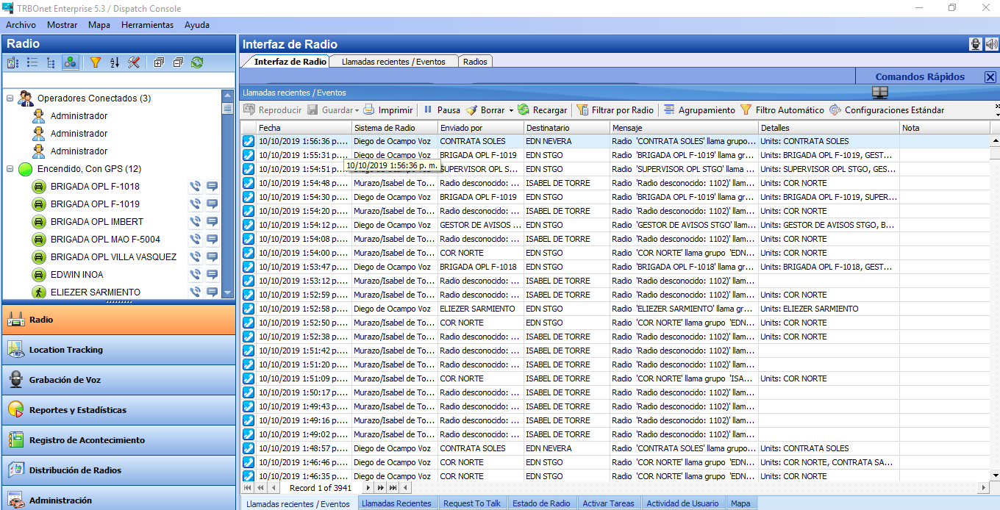 TRBOnet Enterprise 5.3 / Dispatch Console
Archivo Mostrar Mapa Herramientas Ayuda
Radio
Operadores Conectados (3)
Administrador
Administrador
Administrador
Encendido, Con GPS (12)
BRIGADA OPL F-1018
BRIGADA OPL F-1019
BRIGADA OPL IMBERT
BRIGADA OPL MAO F-5004
BRIGADA OPL VILLA VASQUEZ
EDWIN INOA
ELIEZER SARMIENTO
Radio
Location Tracking
Grabación de Voz
Reportes y Estadísticas
Registro de Acontecimiento
Distribución de Radios
Administración
Interfaz de Radio
Interfaz de Radio Llamadas recientes / Eventos Radios
Comandos Rápidos
Llamadas recientes / Eventos
Reproducir Guardar Imprimir Pausa Borrar Recargar Filtrar por Radio Agrupamiento Filtro Automático Configuraciones Estándar
Fecha Sistema de Radio Enviado por Destinatario Mensaje Detalles Nota
10/10/2019 1:56:36 p.... Diego de Ocampo Voz CONTRATA SOLES EDN NEVERA Radio 'CONTRATA SOLES' llama grupo... Units: CONTRATA SOLES
10/10/2019 1:55:31 p.... Diego de Ocampo Voz BRIGADA OPL F-1019 EDN STGO Radio 'BRIGADA OPL F-1019' llama gr... Units: BRIGADA OPL F-1019, GEST...
10/10/2019 1:56:36 p. m.
10/10/2019 1:54:51 p.... Diego de Ocampo Voz SUPERVISOR OPL S... EDN STGO Radio 'SUPERVISOR OPL STGO' llama ... Units: SUPERVISOR OPL STGO, GES...
10/10/2019 1:54:48 p.... Murazo/Isabel de To... Radio desconocido: ... ISABEL DE TORRE Radio 'Radio desconocido: 1102)' llam... Units: COR NORTE
10/10/2019 1:54:30 p.... Diego de Ocampo Voz BRIGADA OPL F-1019 EDN STGO Radio 'BRIGADA OPL F-1019' llama gr... Units: BRIGADA OPL F-1019, SUPER...
10/10/2019 1:54:20 p.... Murazo/Isabel de To... Radio desconocido: ... ISABEL DE TORRE Radio 'Radio desconocido: 1102)' llam... Units: COR NORTE
10/10/2019 1:54:12 p.... Diego de Ocampo Voz GESTOR DE AVISOS ... EDN STGO Radio 'GESTOR DE AVISOS STGO' llam... Units: GESTOR DE AVISOS STGO, B...
10/10/2019 1:54:08 p.... Murazo/Isabel de To... Radio desconocido: ... ISABEL DE TORRE Radio 'Radio desconocido: 1102)' llam... Units: COR NORTE
10/10/2019 1:54:00 p.... Murazo/Isabel de To... COR NORTE EDN STGO Radio 'COR NORTE' llama grupo 'EDN... Units: COR NORTE
10/10/2019 1:53:47 p.... Diego de Ocampo Voz BRIGADA OPL F-1018 EDN STGO Radio 'BRIGADA OPL F-1018' llama gr... Units: BRIGADA OPL F-1018, GEST...
10/10/2019 1:53:12 p.... Murazo/Isabel de To... Radio desconocido: ... ISABEL DE TORRE Radio 'Radio desconocido: 1102)' llam...
10/10/2019 1:52:59 p.... Murazo/Isabel de To... Radio desconocido: ... ISABEL DE TORRE Radio 'Radio desconocido: 1102)' llam... Units: COR NORTE
10/10/2019 1:52:58 p.... Diego de Ocampo Voz ELIEZER SARMIENTO EDN STGO Radio 'ELIEZER SARMIENTO' llama gr... Units: ELIEZER SARMIENTO
10/10/2019 1:52:50 p.... Murazo/Isabel de To... COR NORTE EDN STGO Radio 'COR NORTE' llama grupo 'EDN... Units: COR NORTE
10/10/2019 1:52:38 p.... Murazo/Isabel de To... Radio desconocido: ... ISABEL DE TORRE Radio 'Radio desconocido: 1102)' llam... Units: COR NORTE
10/10/2019 1:51:42 p.... Murazo/Isabel de To... Radio desconocido: ... ISABEL DE TORRE Radio 'Radio desconocido: 1102)' llam...
10/10/2019 1:51:20 p.... Murazo/Isabel de To... Radio desconocido: ... ISABEL DE TORRE Radio 'Radio desconocido: 1102)' llam...
10/10/2019 1:51:09 p.... Murazo/Isabel de To... COR NORTE ISABEL DE TORRE Radio 'COR NORTE' llama grupo 'ISA... Units: COR NORTE
10/10/2019 1:50:17 p.... Murazo/Isabel de To... Radio desconocido: ... ISABEL DE TORRE Radio 'Radio desconocido: 1102)' llam...
10/10/2019 1:49:43 p.... Murazo/Isabel de To... Radio desconocido: ... ISABEL DE TORRE Radio 'Radio desconocido: 1102)' llam...
10/10/2019 1:49:16 p.... Murazo/Isabel de To... Radio desconocido: ... ISABEL DE TORRE Radio 'Radio desconocido: 1102)' llam...
10/10/2019 1:49:02 p.... Murazo/Isabel de To... Radio desconocido: ... ISABEL DE TORRE Radio 'Radio desconocido: 1102)' llam...
10/10/2019 1:48:57 p.... Diego de Ocampo Voz CONTRATA SOLES EDN NEVERA Radio 'CONTRATA SOLES' llama grupo... Units: CONTRATA SOLES
10/10/2019 1:46:46 p.... Diego de Ocampo Voz COR NORTE EDN STGO Radio 'COR NORTE' llama grupo 'EDN... Units: COR NORTE, CONTRATA SA...
10/10/2019 1:46:35 p.... Diego de Ocampo Voz COR NORTE EDN STGO Radio 'COR NORTE' llama grupo 'EDN... Units: COR NORTE
Record 1 of 3941
Llamadas recientes / Eventos Llamadas Recientes Request To Talk Estado de Radio Activar Tareas Actividad de Usuario Mapa